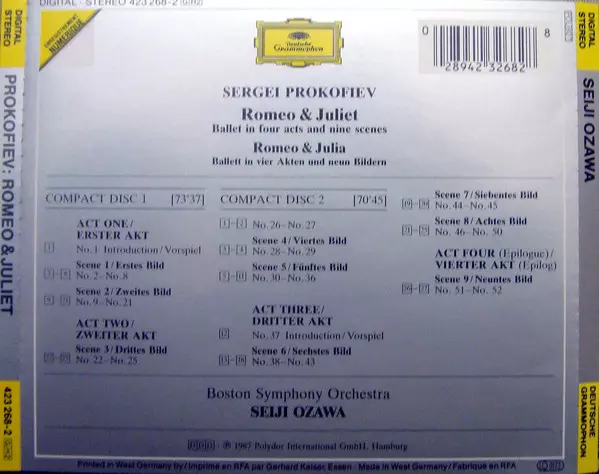 DIGITAL · STEREO 423 268-2
ENREGISTREMENT
NUMÉRIQUE
Deutsche
Grammophon
0 28942 32682 8
SERGEI PROKOFIEV
Romeo & Juliet
Ballet in four acts and nine scenes
Romeo & Julia
Ballett in vier Akten und neun Bildern
COMPACT DISC 1 [73'37]
ACT ONE /
ERSTER AKT
1 No. 1 Introduction / Vorspiel
Scene 1 / Erstes Bild
No. 2–No. 8
Scene 2 / Zweites Bild
No. 9–No. 21
ACT TWO /
ZWEITER AKT
Scene 3 / Drittes Bild
No. 22–No. 25
COMPACT DISC 2 [70'45]
No. 26–No. 27
Scene 4 / Viertes Bild
No. 28–No. 29
Scene 5 / Fünftes Bild
No. 30–No. 36
ACT THREE /
DRITTER AKT
12 No. 37 Introduction / Vorspiel
Scene 6 / Sechstes Bild
No. 38–No. 43
Scene 7 / Siebentes Bild
No. 44–No. 45
Scene 8 / Achtes Bild
No. 46–No. 50
ACT FOUR (Epilogue) /
VIERTER AKT (Epilog)
Scene 9 / Neuntes Bild
No. 51–No. 52
Boston Symphony Orchestra
SEIJI OZAWA
DDD · ℗ 1987 Polydor International GmbH, Hamburg
Printed in West Germany by / Imprimé en RFA par Gerhard Kaiser, Essen · Made in West Germany / Fabriqué en RFA
DIGITAL
STEREO
PROKOFIEV: ROMEO & JULIET
423 268-2
DIGITAL
STEREO
SEIJI OZAWA
DEUTSCHE
GRAMMOPHON